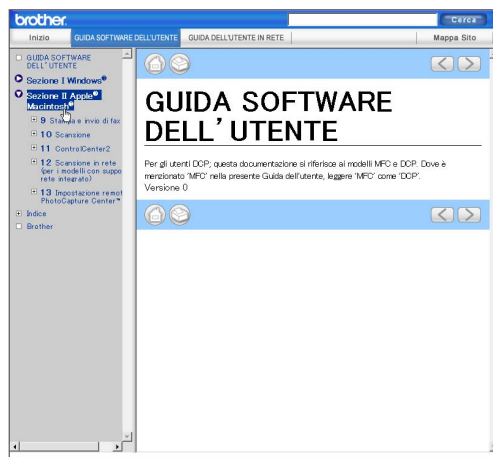 brother.
Cerca
Inizio
GUIDA SOFTWARE DELL'UTENTE
GUIDA DELL'UTENTE IN RETE
Mappa Sito
GUIDA SOFTWARE
DELL'UTENTE
Sezione I Windows®
Sezione II Apple®
Macintosh®
9 Stampa e invio di fax
10 Scansione
11 ControlCenter2
12 Scansione in rete
(per i modelli con suppo
rete integrato)
13 Impostazione remot
PhotoCapture Center™
Indice
Brother
GUIDA SOFTWARE
DELL'UTENTE
Per gli utenti DCP; questa documentazione si riferisce ai modelli MFC e DCP. Dove è
menzionato 'MFC' nella presente Guida dell'utente, leggere 'MFC' come 'DCP'.
Versione 0